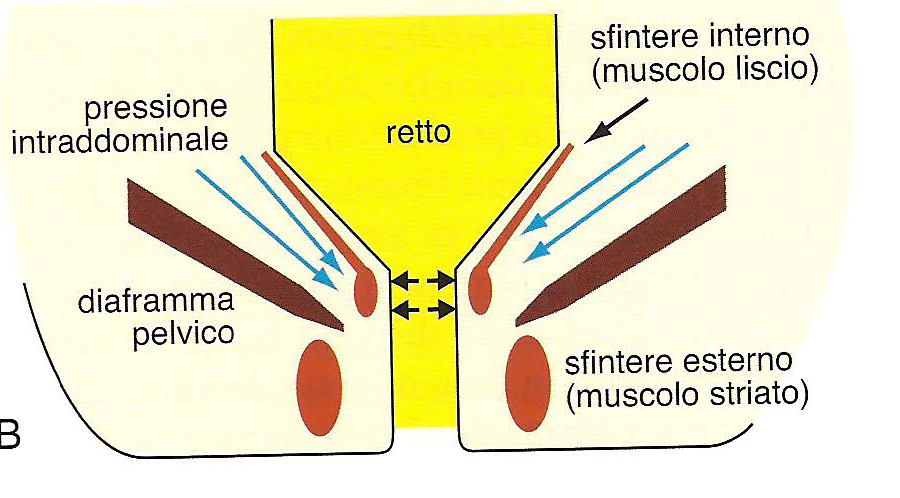 sfintere interno
(muscolo liscio)
pressione
intraddominale
retto
diaframma
pelvico
sfintere esterno
(muscolo striato)
B